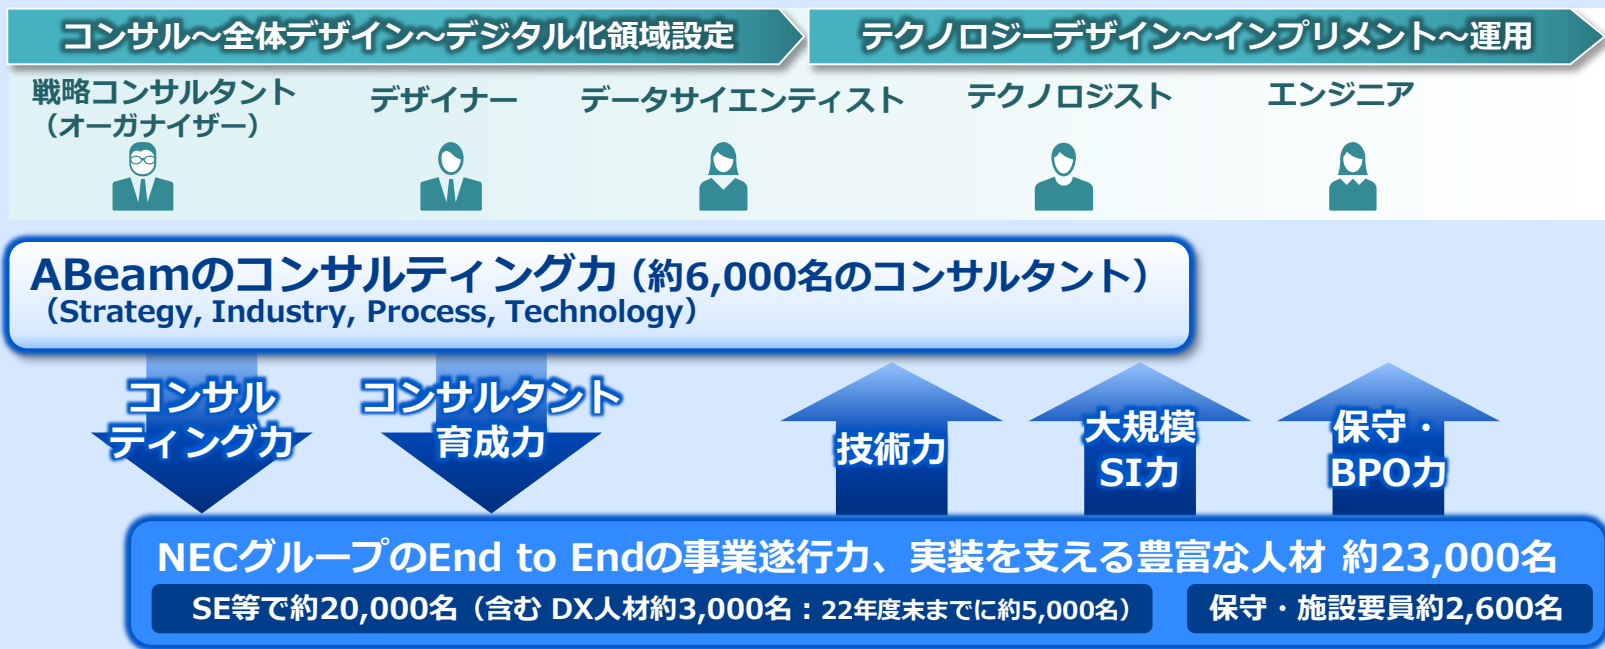 コンサル～全体デザイン～デジタル化領域設定
テクノロジーデザイン～インプリメント～運用
戦略コンサルタント
（オーガナイザー）
デザイナー
データサイエンティスト
テクノロジスト
エンジニア
ABeamのコンサルティング力（約6,000名のコンサルタント）
（Strategy, Industry, Process, Technology）
コンサル
ティング力
コンサルタント
育成力
技術力
大規模
SI力
保守・
BPO力
NECグループのEnd to Endの事業遂行力、実装を支える豊富な人材 約23,000名
SE等で約20,000名（含む DX人材約3,000名：22年度末までに約5,000名）
保守・施設要員約2,600名